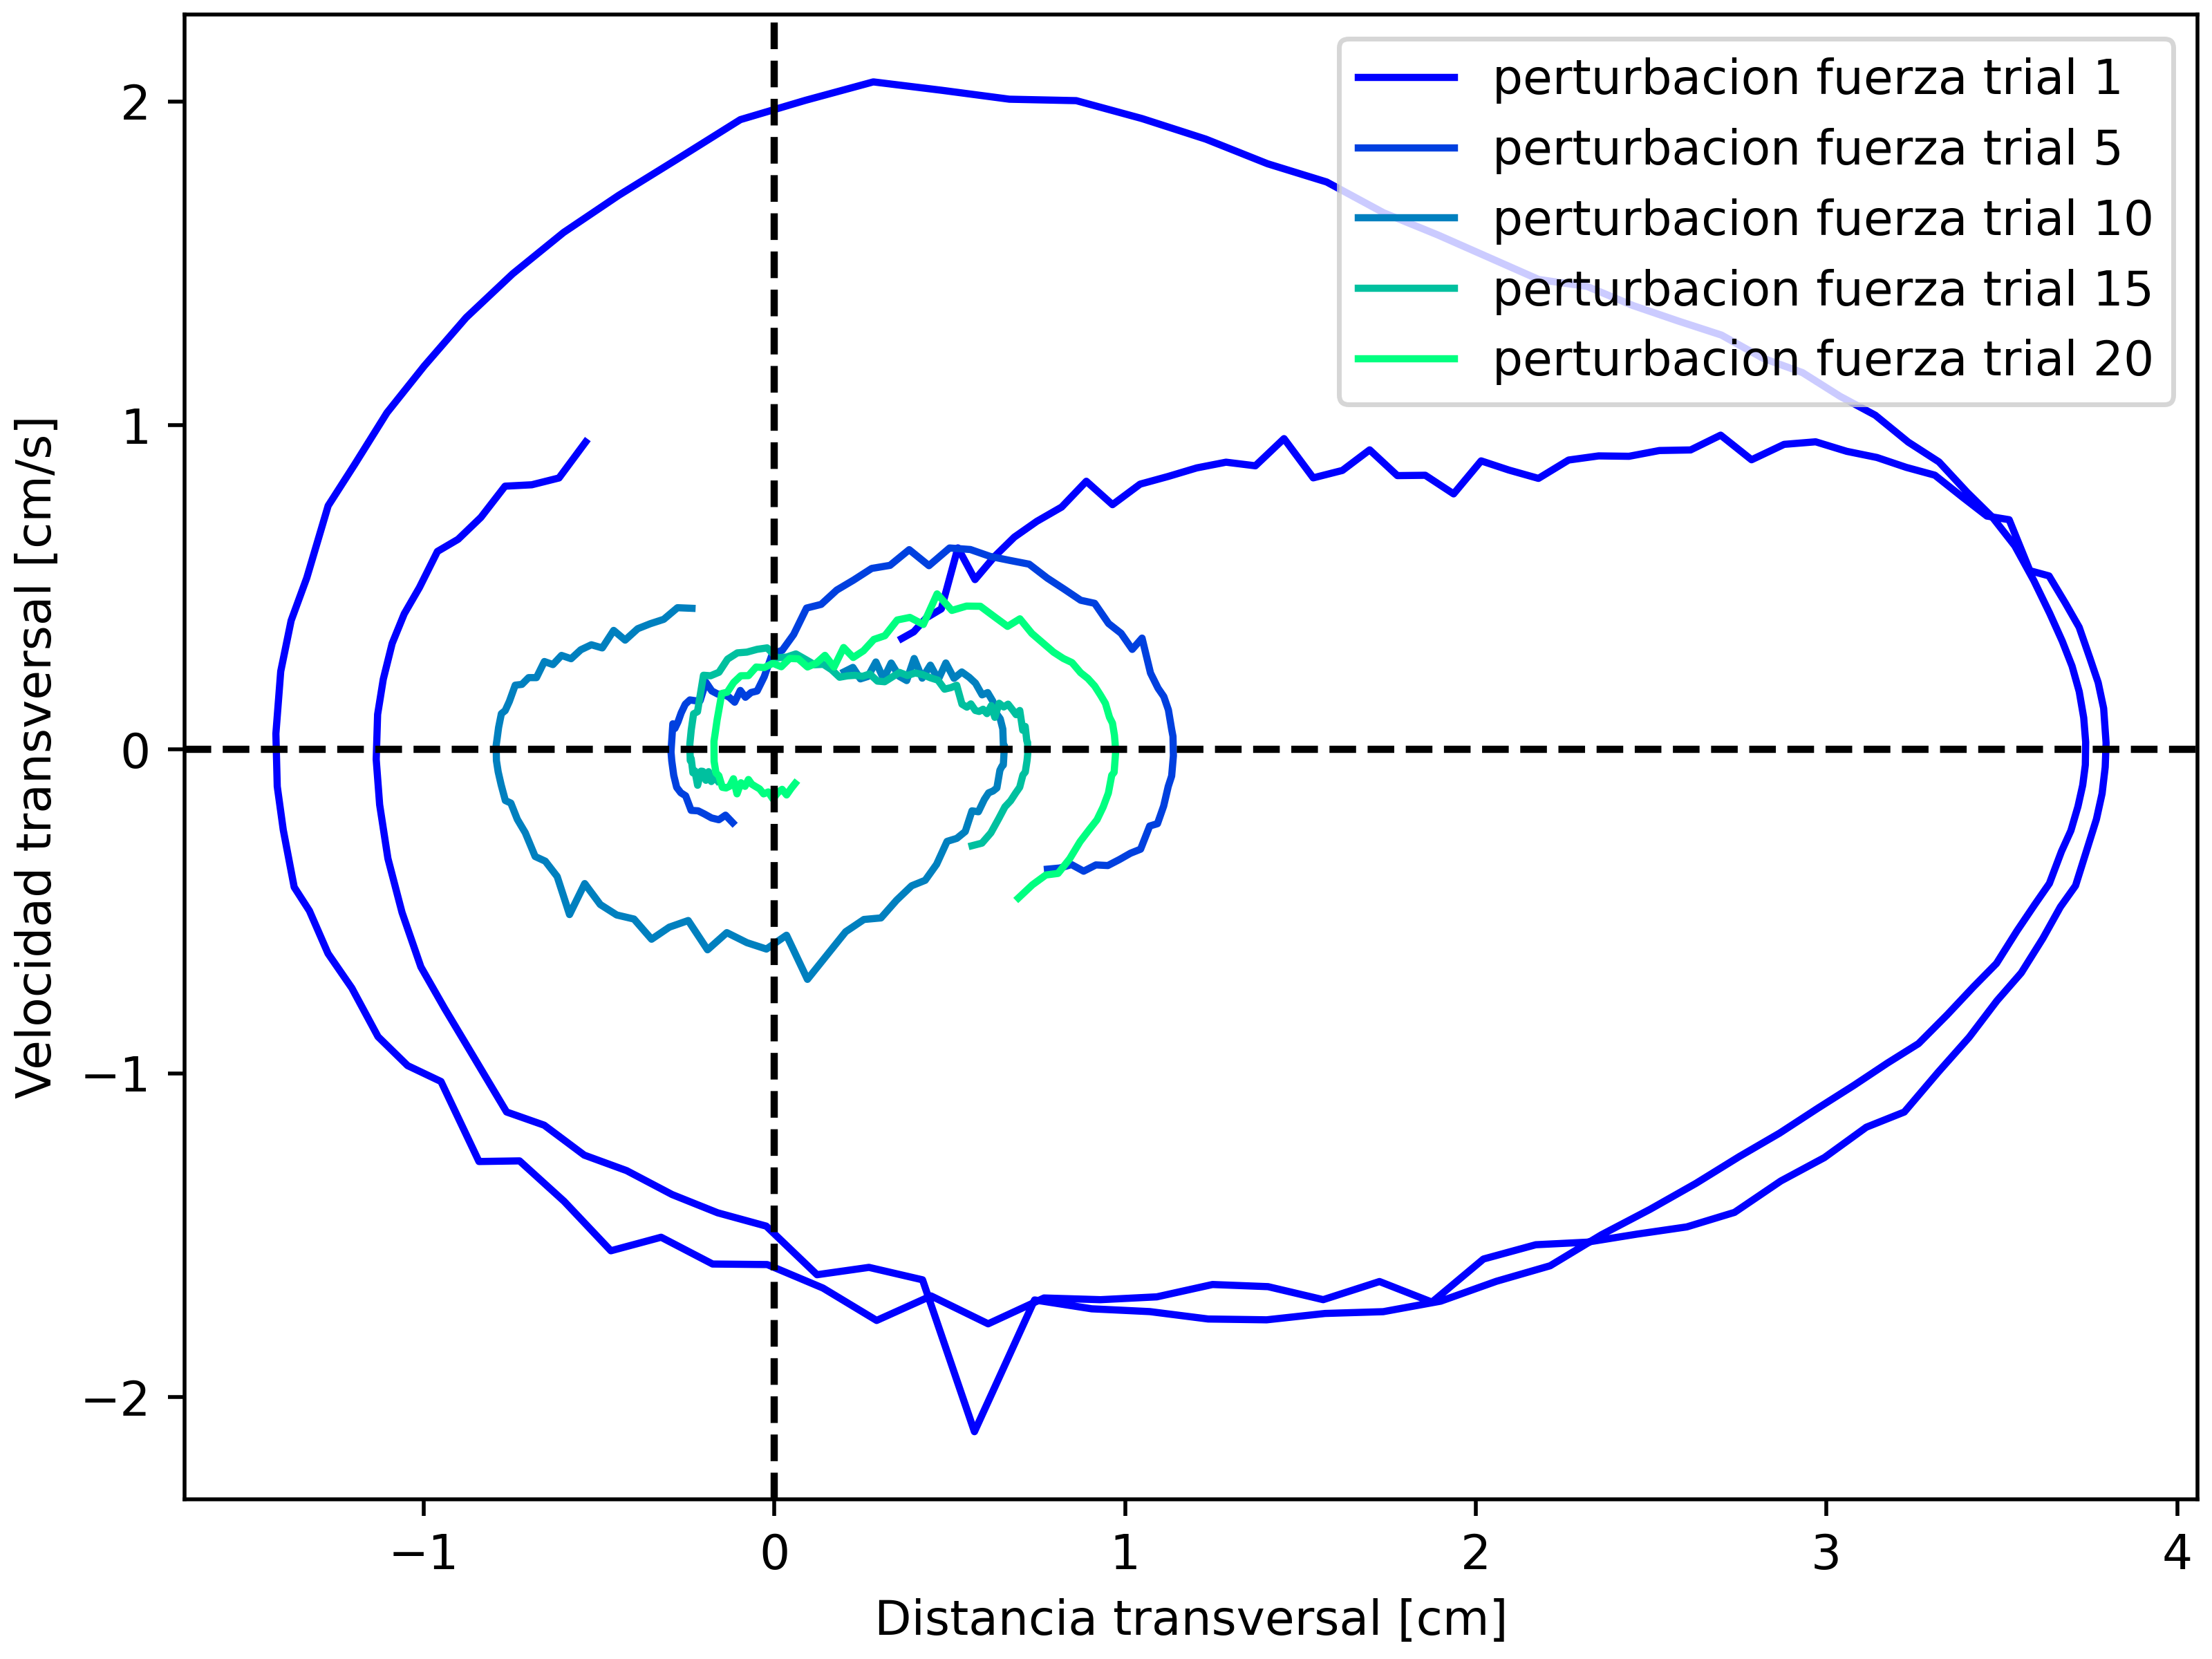 perturbacion fuerza trial 1
perturbacion fuerza trial 5
perturbacion fuerza trial 10
perturbacion fuerza trial 15
perturbacion fuerza trial 20
Velocidad transversal [cm/s]
2
1
0
−1
−2
−1 0 1 2 3 4
Distancia transversal [cm]